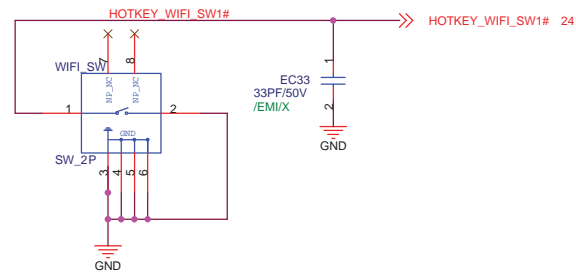 HOTKEY_WIFI_SW1#
HOTKEY_WIFI_SW1# 24
7
8
WIFI_SW
NP_NC
NP_NC
1
2
GND
SW_2P
3
4
5
6
GND
1
EC33
33PF/50V
/EMI/X
2
GND